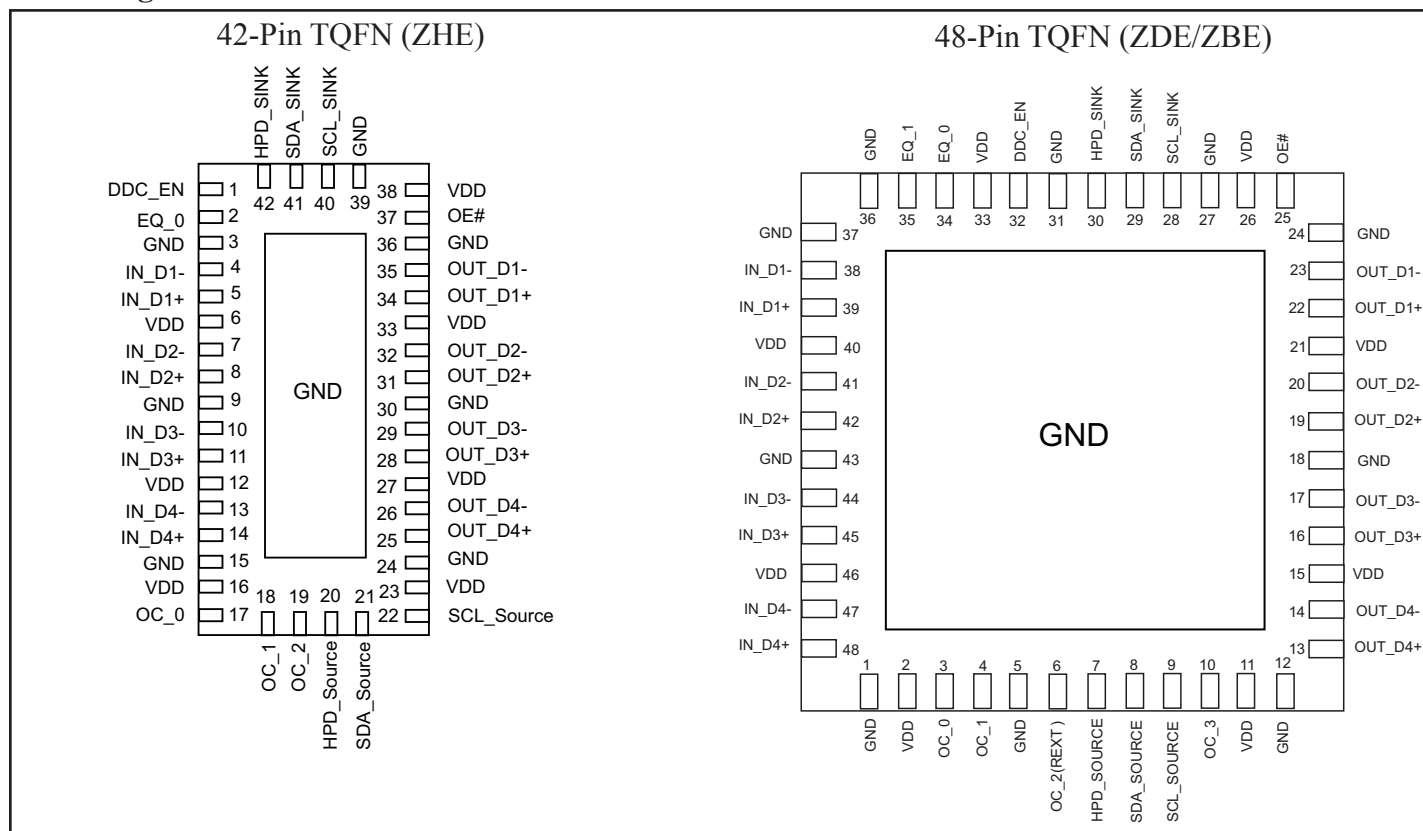 42-Pin TQFN (ZHE)
HPD_SINK
SDA_SINK
SCL_SINK
GND
42
41
40
39
DDC_EN 1
EQ_0 2
GND 3
IN_D1- 4
IN_D1+ 5
VDD 6
IN_D2- 7
IN_D2+ 8
GND 9
IN_D3- 10
IN_D3+ 11
VDD 12
IN_D4- 13
IN_D4+ 14
GND 15
VDD 16
OC_0 17
GND
38 VDD
37 OE#
36 GND
35 OUT_D1-
34 OUT_D1+
33 VDD
32 OUT_D2-
31 OUT_D2+
30 GND
29 OUT_D3-
28 OUT_D3+
27 VDD
26 OUT_D4-
25 OUT_D4+
24 GND
23 VDD
22 SCL_Source
18
19
20
21
OC_1
OC_2
HPD_Source
SDA_Source
48-Pin TQFN (ZDE/ZBE)
GND
EQ_1
EQ_0
VDD
DDC_EN
GND
HPD_SINK
SDA_SINK
SCL_SINK
GND
VDD
OE#
36
35
34
33
32
31
30
29
28
27
26
25
GND 37
IN_D1- 38
IN_D1+ 39
VDD 40
IN_D2- 41
IN_D2+ 42
GND 43
IN_D3- 44
IN_D3+ 45
VDD 46
IN_D4- 47
IN_D4+ 48
GND
24 GND
23 OUT_D1-
22 OUT_D1+
21 VDD
20 OUT_D2-
19 OUT_D2+
18 GND
17 OUT_D3-
16 OUT_D3+
15 VDD
14 OUT_D4-
13 OUT_D4+
1
2
3
4
5
6
7
8
9
10
11
12
GND
VDD
OC_0
OC_1
GND
OC_2(REXT )
HPD_SOURCE
SDA_SOURCE
SCL_SOURCE
OC_3
VDD
GND